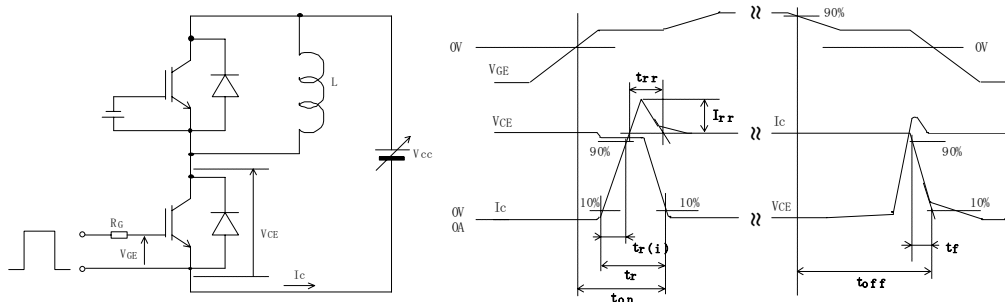 L
Vcc
RG
VGE
VCE
Ic
0V
VGE
trr
Irr
VCE
90%
0V
0A
Ic
10%
10%
tr(i)
tr
ton
90%
0V
Ic
90%
VCE
10%
tf
toff